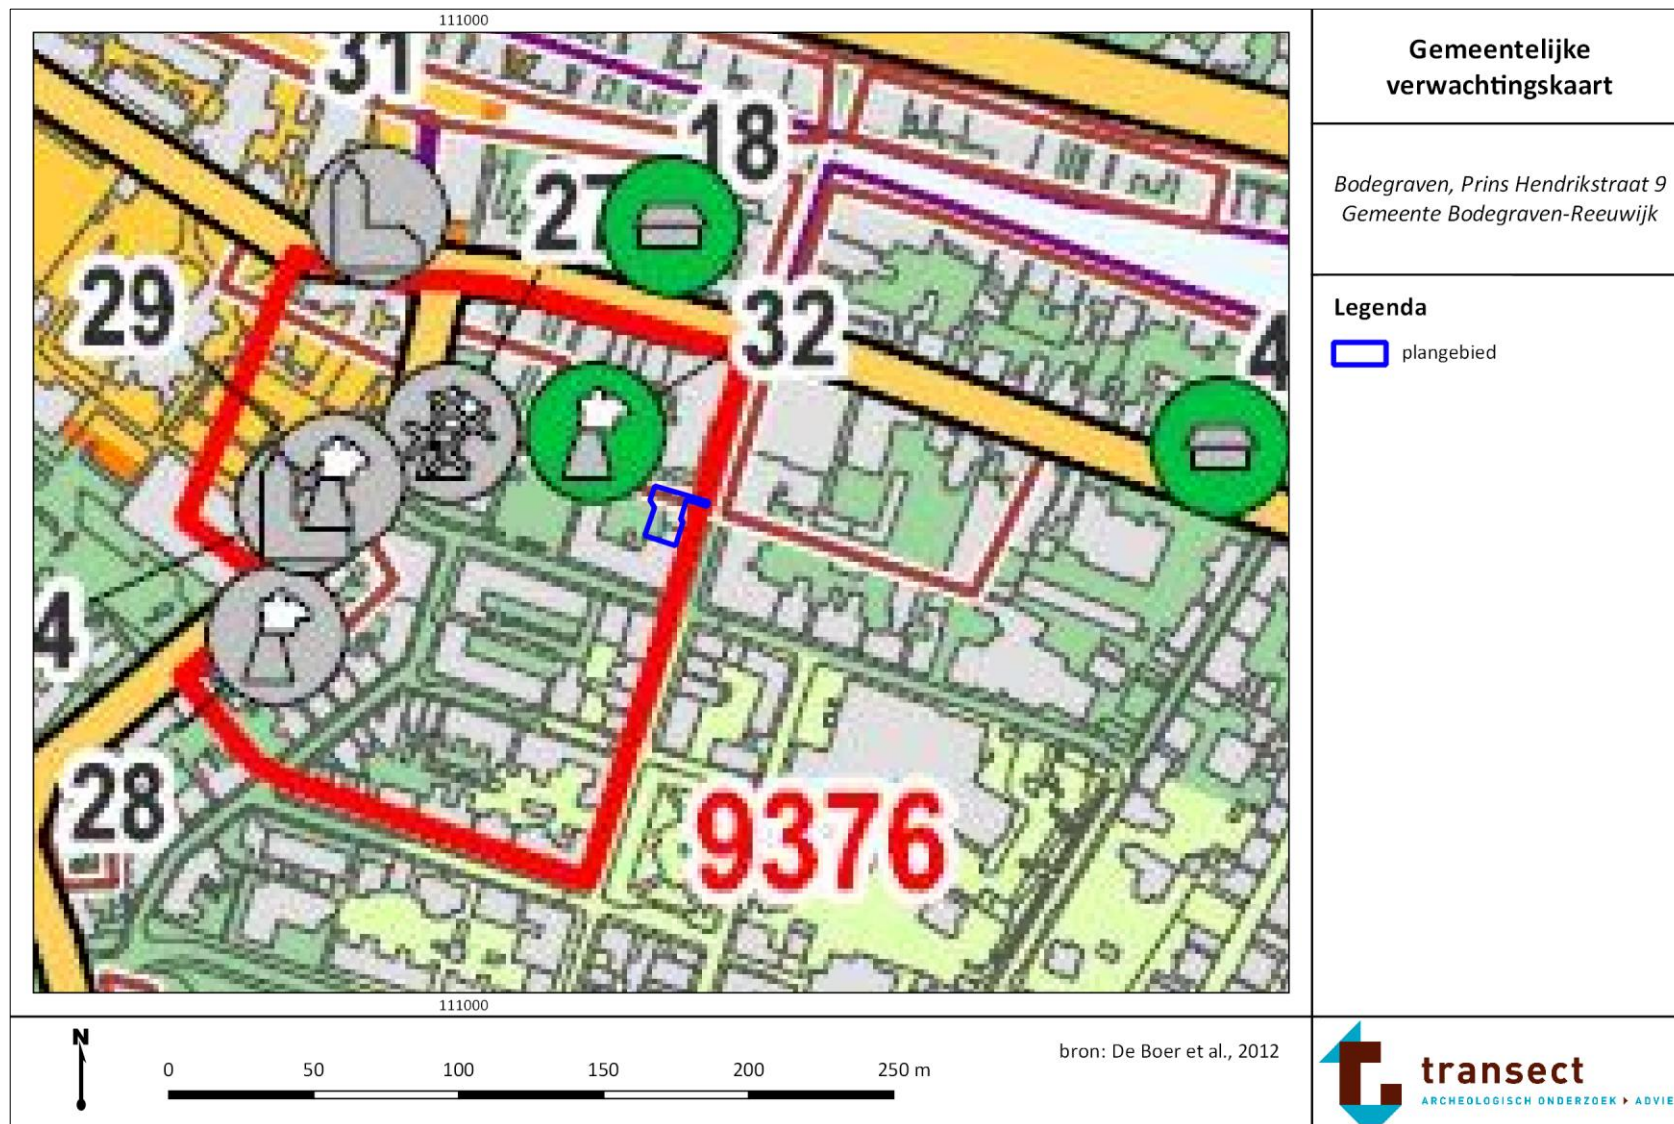 111000
Gemeentelijke
verwachtingskaart
Bodegraven, Prins Hendrikstraat 9
Gemeente Bodegraven-Reeuwijk
Legenda
plangebied
31
18
27
29
32
4
4
28
9376
111000
N
0 50 100 150 200 250 m
bron: De Boer et al., 2012
transect
ARCHEOLOGISCH ONDERZOEK ADVIE